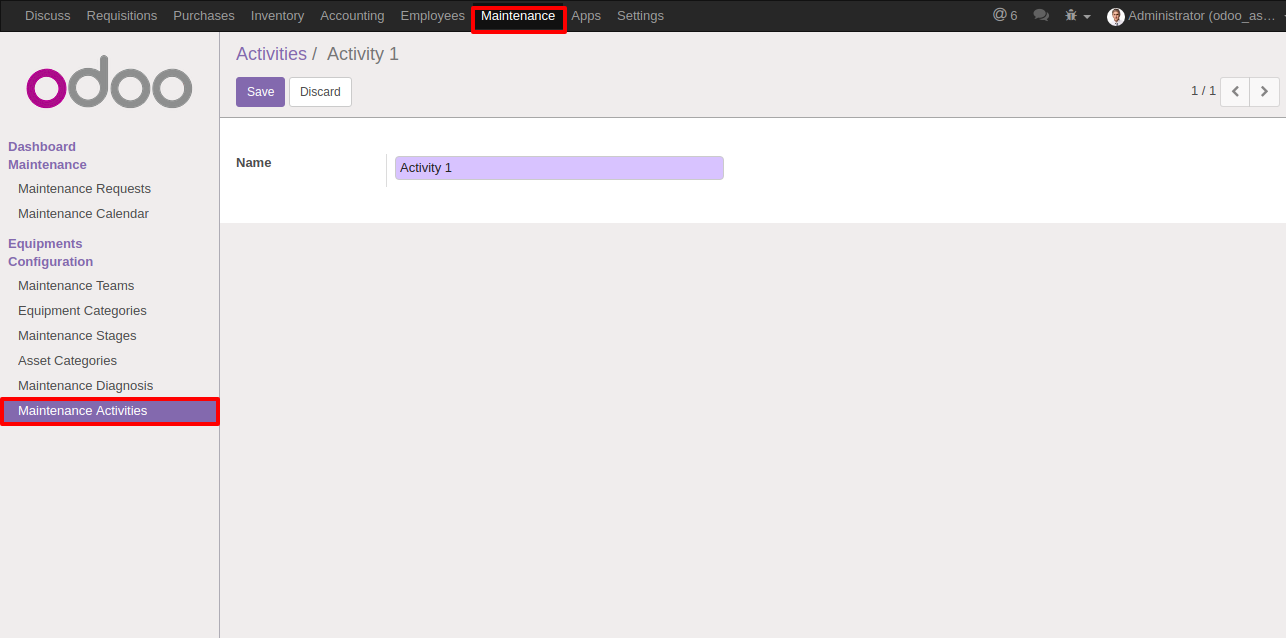 Discuss Requisitions Purchases Inventory Accounting Employees Maintenance Apps Settings @ 6 Administrator (odoo_as...
odoo
Activities / Activity 1
Save Discard
1 / 1
Dashboard
Maintenance
Maintenance Requests
Maintenance Calendar
Equipments
Configuration
Maintenance Teams
Equipment Categories
Maintenance Stages
Asset Categories
Maintenance Diagnosis
Maintenance Activities
Name
Activity 1